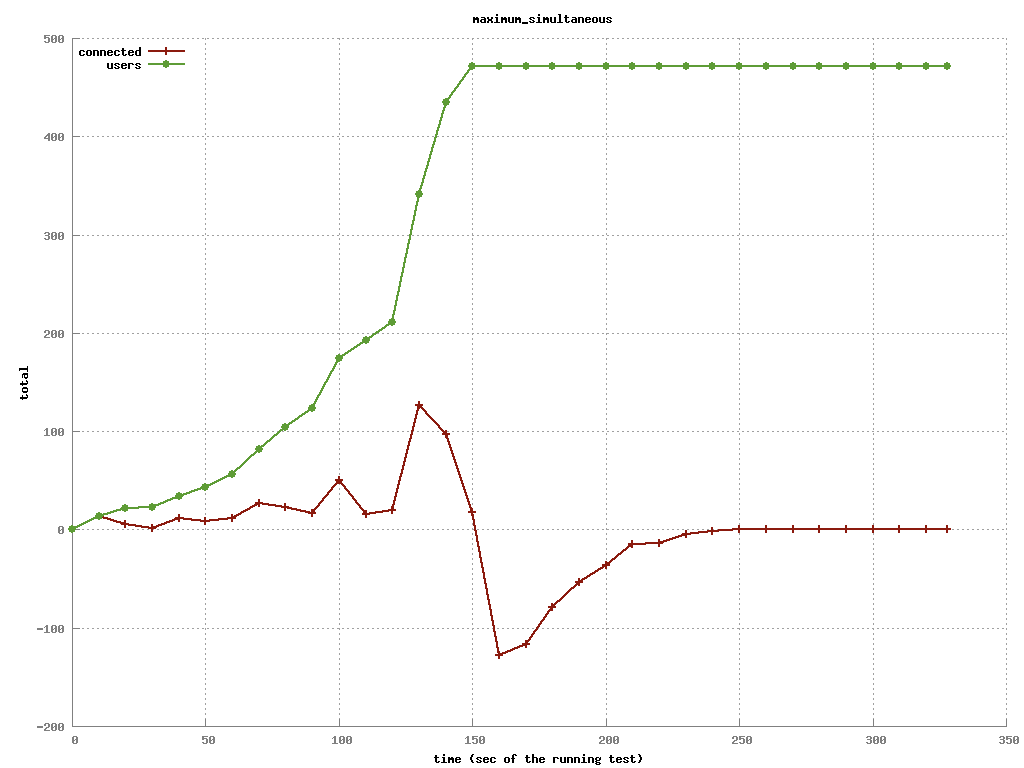 maximum_simultaneous
500
connected
users
400
300
200
total
100
0
-100
-200
0 50 100 150 200 250 300 350
time (sec of the running test)